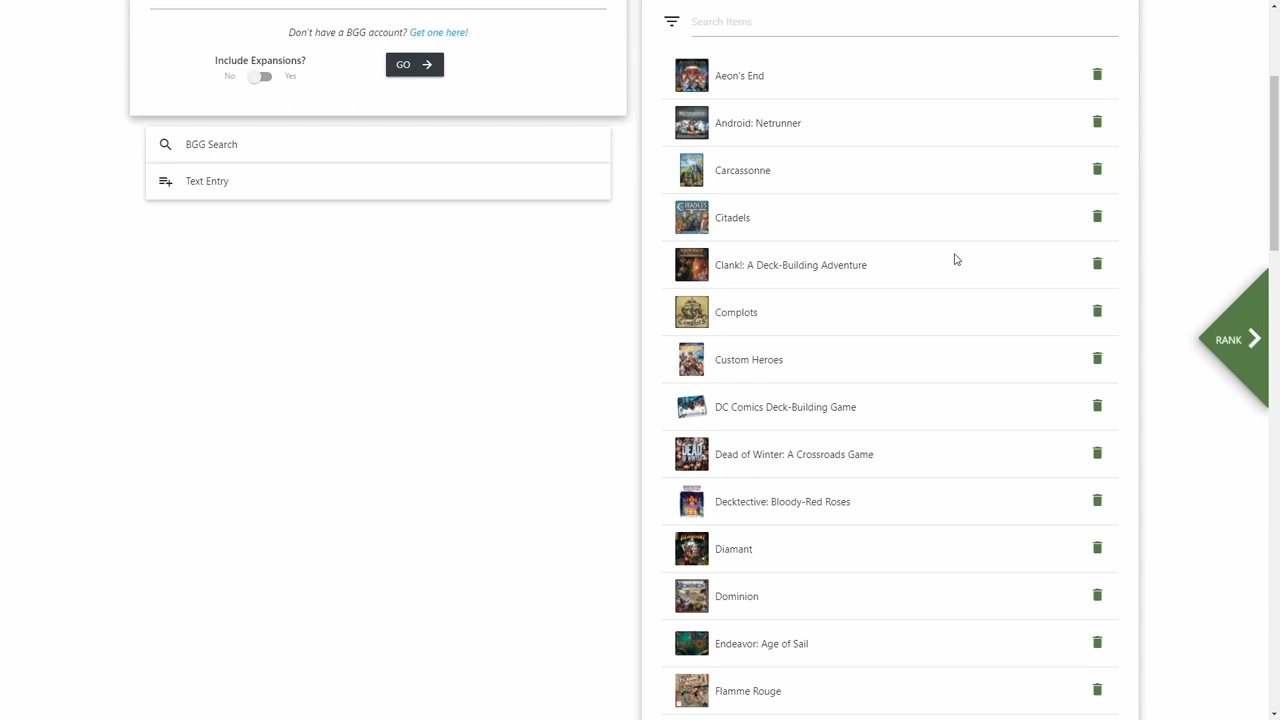 Don't have a BGG account? Get one here!
Include Expansions?
No Yes
GO
BGG Search
Text Entry
Search Items
Aeon's End
Android: Netrunner
Carcassonne
Citadels
Clank!: A Deck-Building Adventure
Complots
Custom Heroes
DC Comics Deck-Building Game
Dead of Winter: A Crossroads Game
Decktective: Bloody-Red Roses
Diamant
Dominion
Endeavor: Age of Sail
Flamme Rouge
RANK